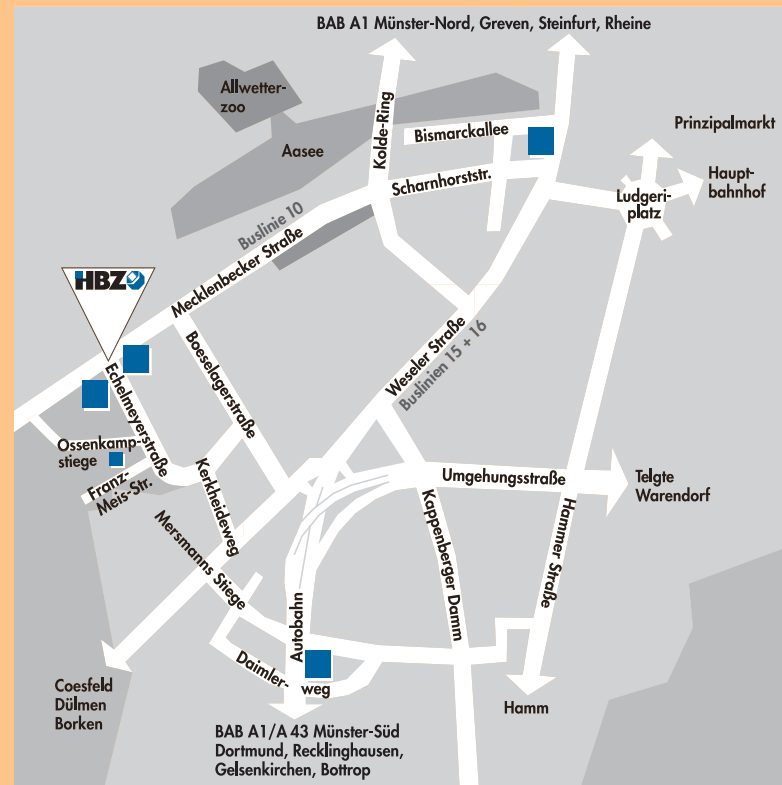 BAB A1 Münster-Nord, Greven, Steinfurt, Rheine
Allwetter-
zoo
Aasee
Kolde-Ring
Bismarckallee
Scharnhorststr.
Prinzipalmarkt
Haupt-
bahnhof
Ludgeri-
platz
Buslinie 10
Mecklenbecker Straße
HBZ
Boeselagerstraße
Weseler Straße
Buslinien 15 + 16
Echelmeyerstraße
Ossenkamp-
stiege
Franz-
Meis-Str.
Kerkheideweg
Umgehungsstraße
Telgte
Warendorf
Mersmanns Stiege
Kappenberger Damm
Hammer Straße
Autobahn
Daimler-
weg
Coesfeld
Dülmen
Borken
Hamm
BAB A1/A 43 Münster-Süd
Dortmund, Recklinghausen,
Gelsenkirchen, Bottrop